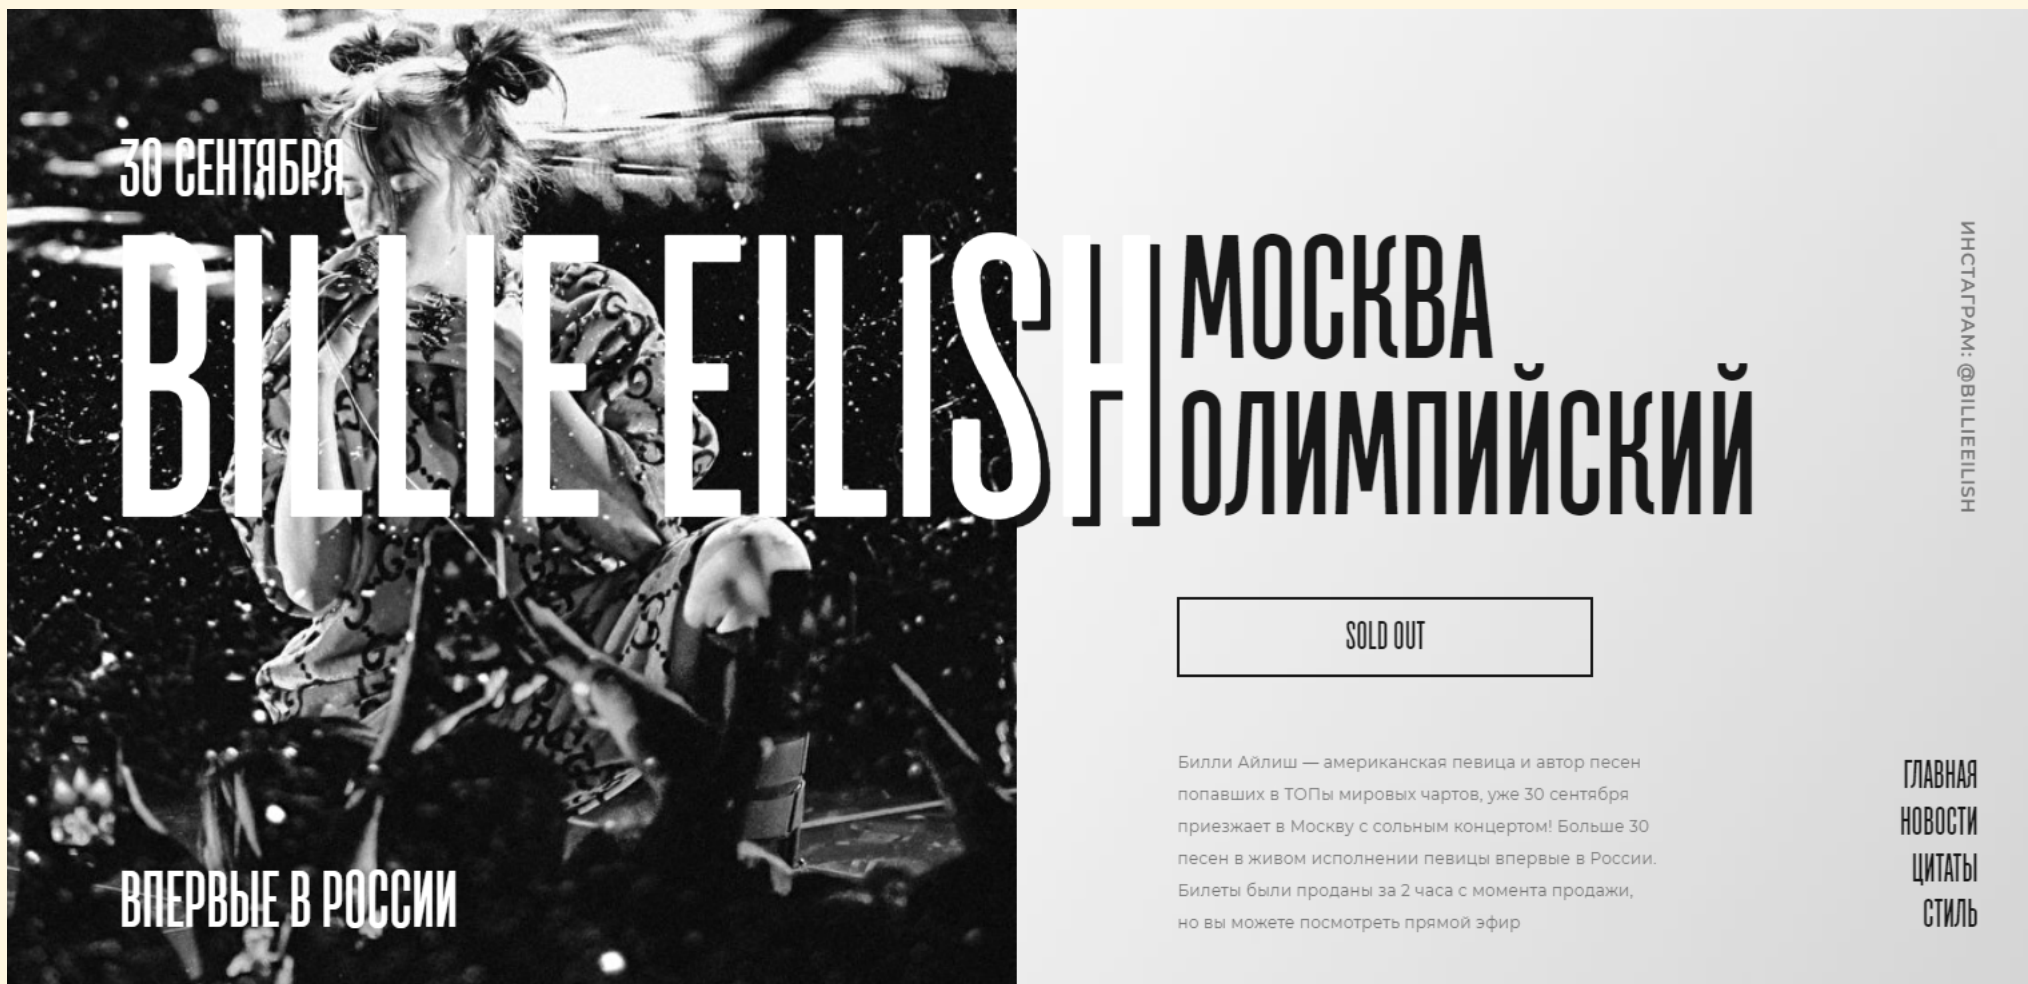 30 СЕНТЯБРЯ
BILLIE EILISH
МОСКВА
ОЛИМПИЙСКИЙ
ИНСТАГРАМ: @BILLIEEILISH
SOLD OUT
Билли Айлиш — американская певица и автор песен
попавших в ТОПы мировых чартов, уже 30 сентября
приезжает в Москву с сольным концертом! Больше 30
песен в живом исполнении певицы впервые в России.
Билеты были проданы за 2 часа с момента продажи,
но вы можете посмотреть прямой эфир
ГЛАВНАЯ
НОВОСТИ
ЦИТАТЫ
СТИЛЬ
ВПЕРВЫЕ В РОССИИ